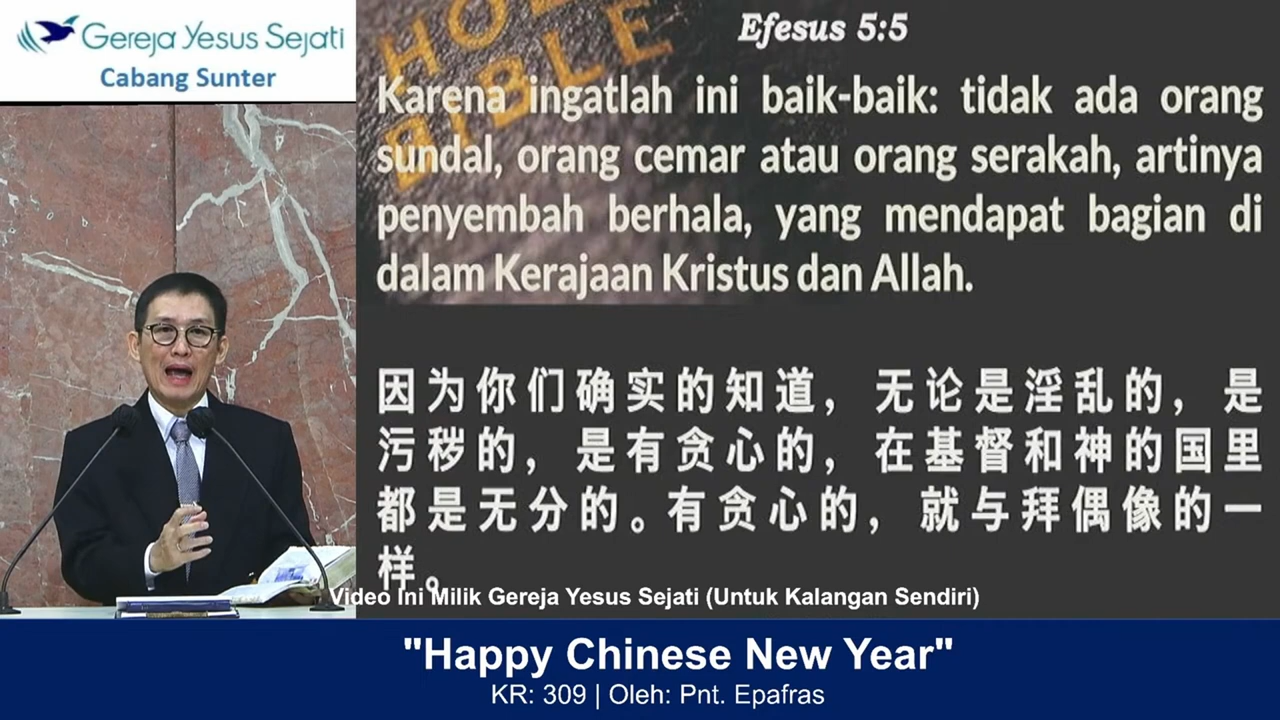 Gereja Yesus Sejati
Cabang Sunter
HOLY
BIBLE
Efesus 5:5
Karena ingatlah ini baik-baik: tidak ada orang
sundal, orang cemar atau orang serakah, artinya
penyembah berhala, yang mendapat bagian di
dalam Kerajaan Kristus dan Allah.
因为你们确实的知道，无论是淫乱的，是
污秽的，是有贪心的，在基督和神的国里
都是无分的。有贪心的，就与拜偶像的一
样。
Video Ini Milik Gereja Yesus Sejati (Untuk Kalangan Sendiri)
"Happy Chinese New Year"
KR: 309 | Oleh: Pnt. Epafras